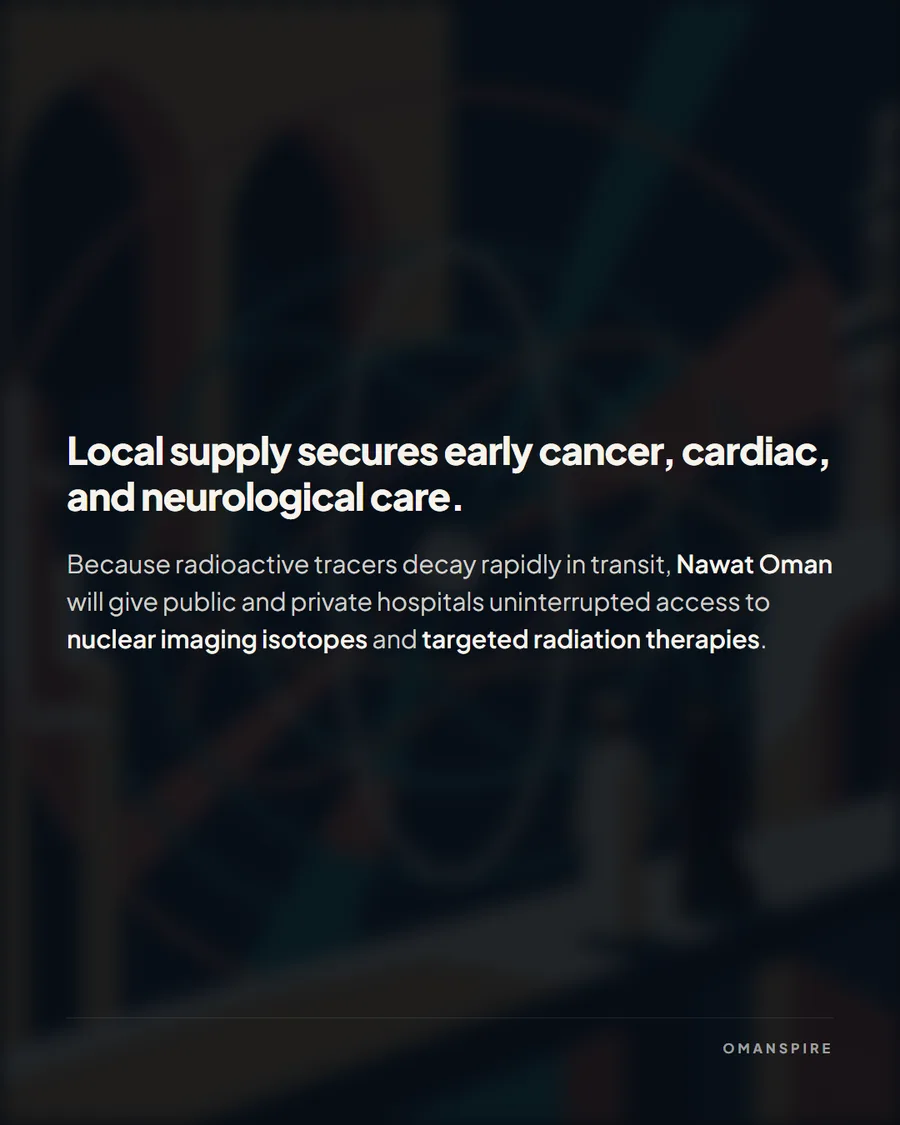 Local supply secures early cancer, cardiac,
and neurological care.
Because radioactive tracers decay rapidly in transit, Nawat Oman
will give public and private hospitals uninterrupted access to
nuclear imaging isotopes and targeted radiation therapies.
OMANSPIRE